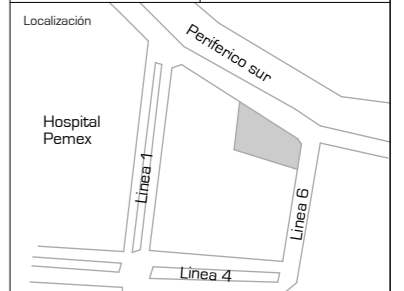 Localización
Periferico sur
Hospital
Pemex
Linea 1
Linea 6
Linea 4